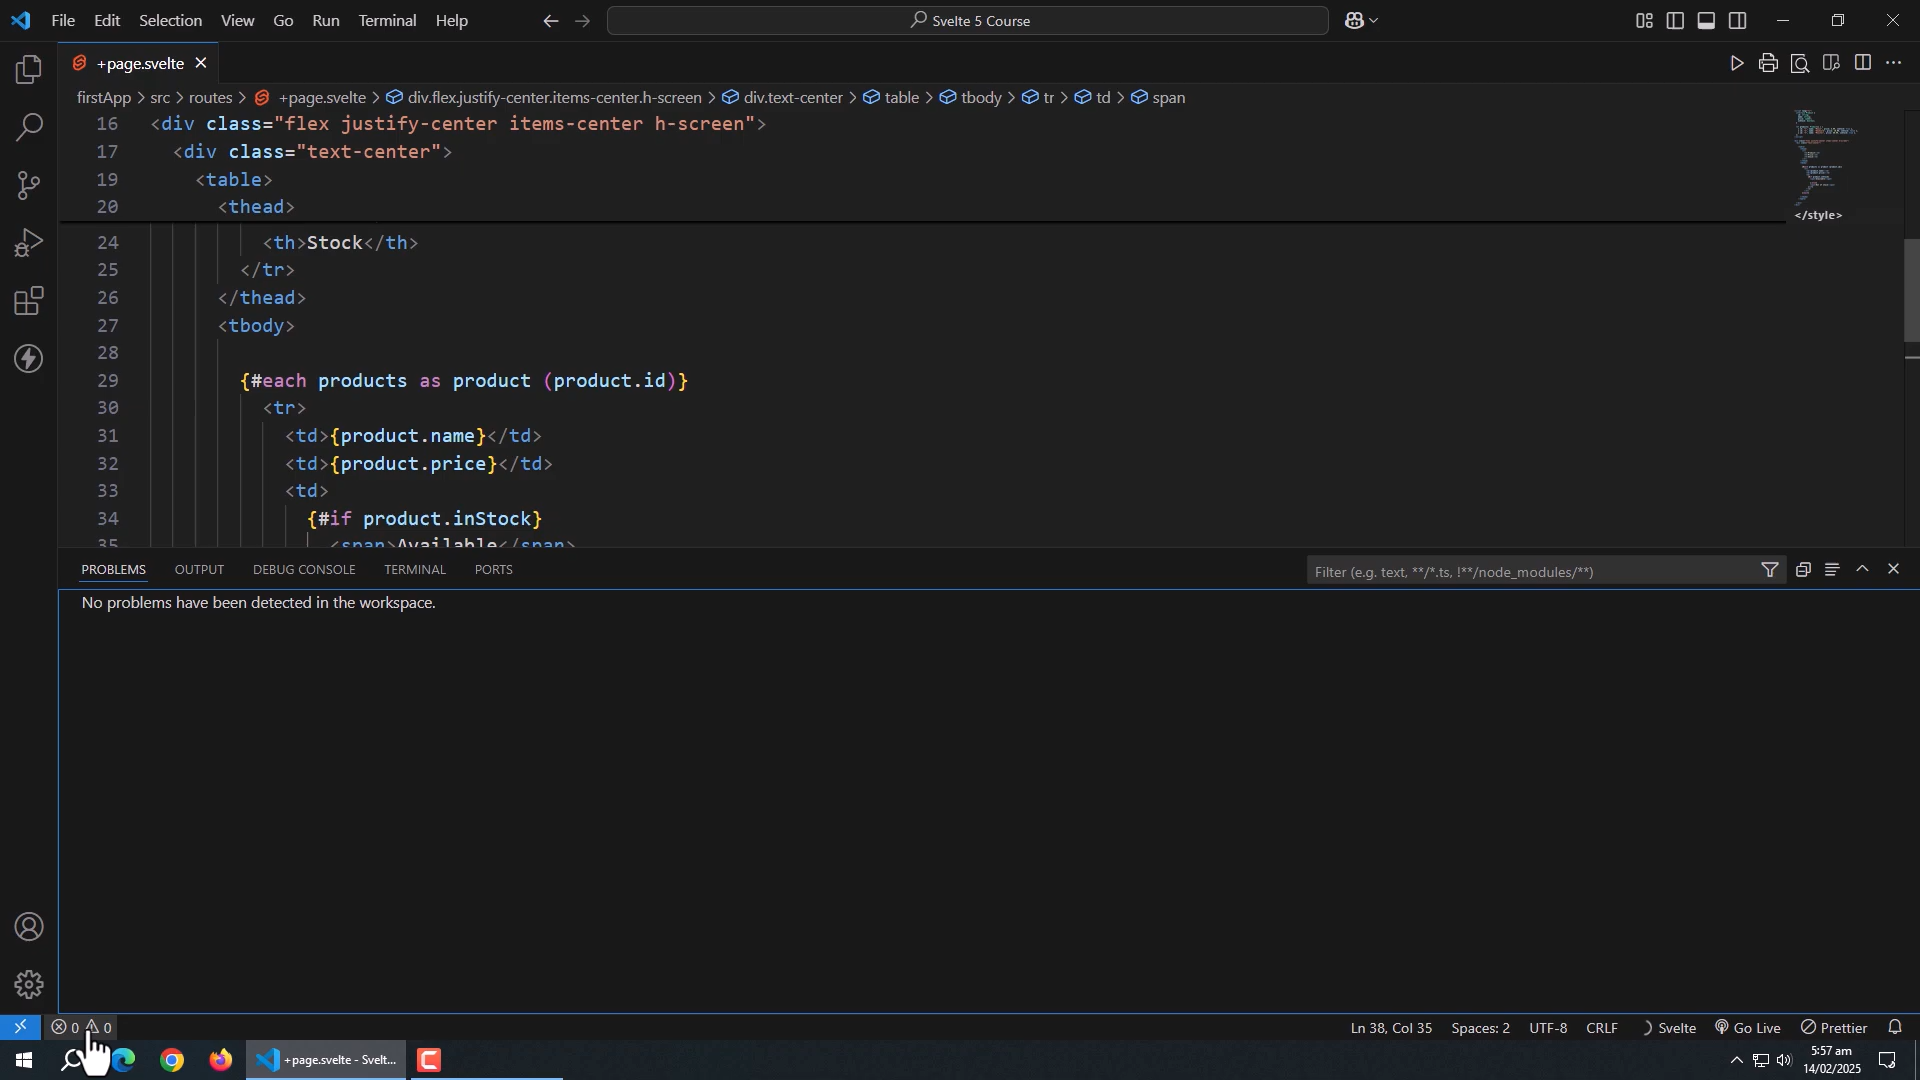 File Edit Selection View Go Run Terminal Help
Svelte 5 Course
+page.svelte
firstApp > src > routes > +page.svelte > div.flex.justify-center.items-center.h-screen > div.text-center > table > tbody > tr > td > span
16 <div class="flex justify-center items-center h-screen">
17 <div class="text-center">
19 <table>
20 <thead>
24 <th>Stock</th>
25 </tr>
26 </thead>
27 <tbody>
28
29 {#each products as product (product.id)}
30 <tr>
31 <td>{product.name}</td>
32 <td>{product.price}</td>
33 <td>
34 {#if product.inStock}
35 <span>Available</span>
</style>
PROBLEMS OUTPUT DEBUG CONSOLE TERMINAL PORTS
Filter (e.g. text, **/*.ts, !**/node_modules/**)
No problems have been detected in the workspace.
0 0
Ln 38, Col 35 Spaces: 2 UTF-8 CRLF Svelte Go Live Prettier
+page.svelte - Svelt...
5:57 am
14/02/2025